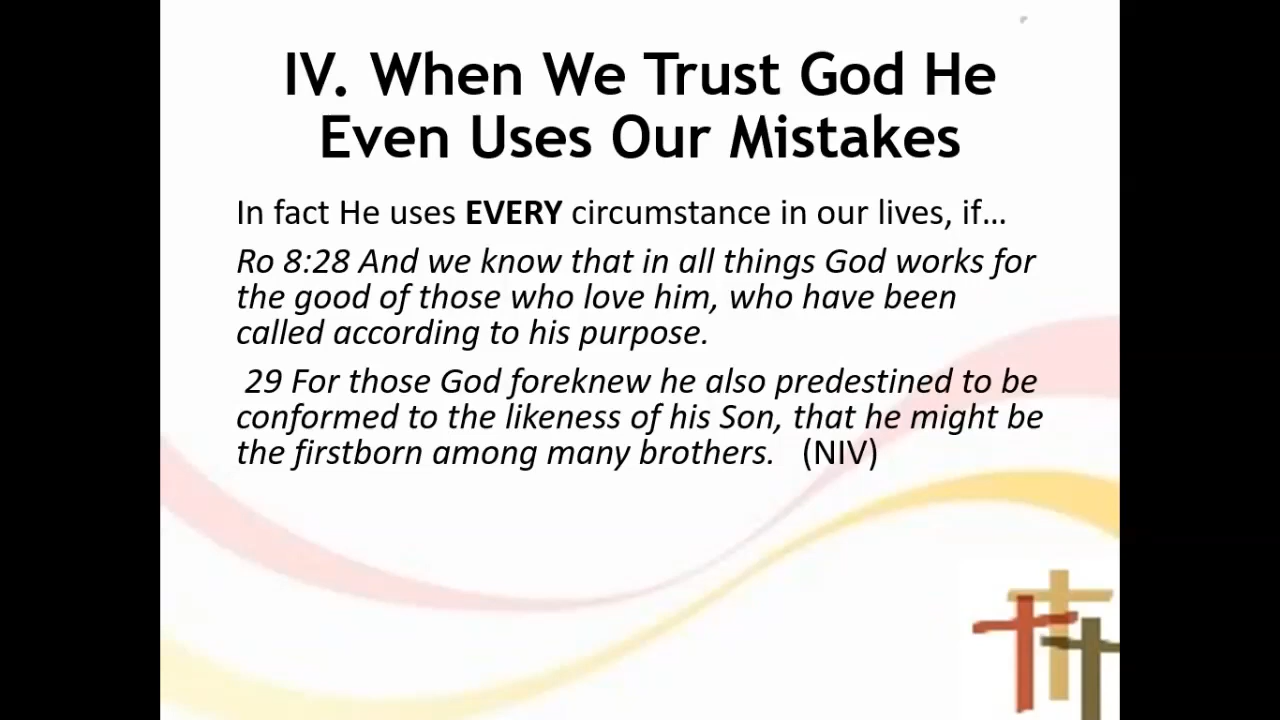 IV. When We Trust God He
Even Uses Our Mistakes
In fact He uses EVERY circumstance in our lives, if…
Ro 8:28 And we know that in all things God works for
the good of those who love him, who have been
called according to his purpose.
29 For those God foreknew he also predestined to be
conformed to the likeness of his Son, that he might be
the firstborn among many brothers. (NIV)